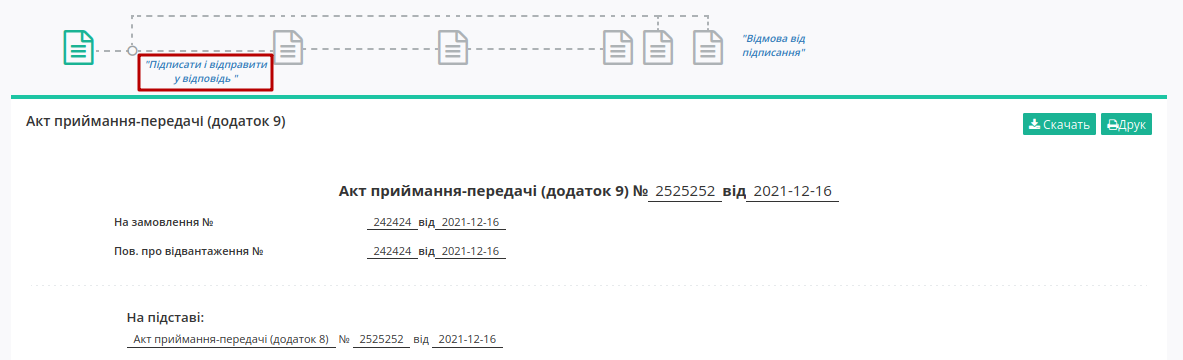 "Підписати і відправити
у відповідь "
"Відмова від
підписання"
Акт приймання-передачі (додаток 9)
Скачать
Друк
Акт приймання-передачі (додаток 9) № 2525252 від 2021-12-16
На замовлення № 242424 від 2021-12-16
Пов. про відвантаження № 242424 від 2021-12-16
На підставі:
Акт приймання-передачі (додаток 8) № 2525252 від 2021-12-16